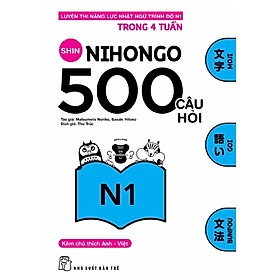 LUYỆN THI NĂNG LỰC NHẬT NGỮ TRÌNH ĐỘ N1
TRONG 4 TUẦN
SHIN
NIHONGO
500 CÂU HỎI
Tác giả: Matsumoto Noriko, Sasaki Hitoko
Dịch giả: Thu Trúc
N1
Kèm chú thích Anh - Việt
NHÀ XUẤT BẢN TRẺ
文字 MOJI
語い GOI
文法 BUNPOU